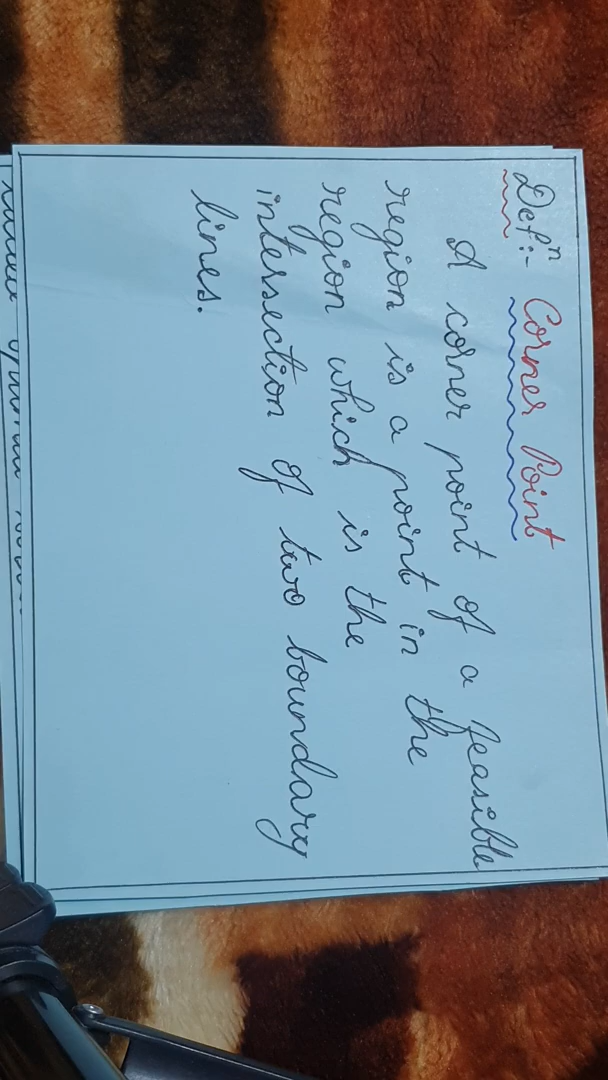 Defⁿ:- Corner Point
A corner point of a feasible
region is a point in the
region which is the
intersection of two boundary
lines.